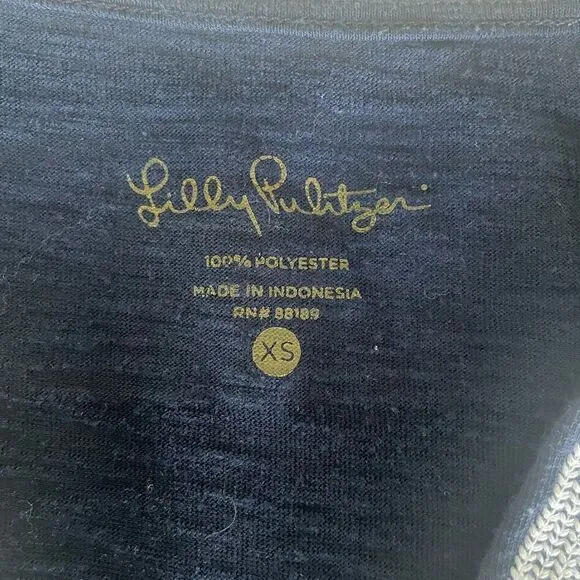 Lilly Pulitzer
100% POLYESTER
MADE IN INDONESIA
RN# 88189
XS